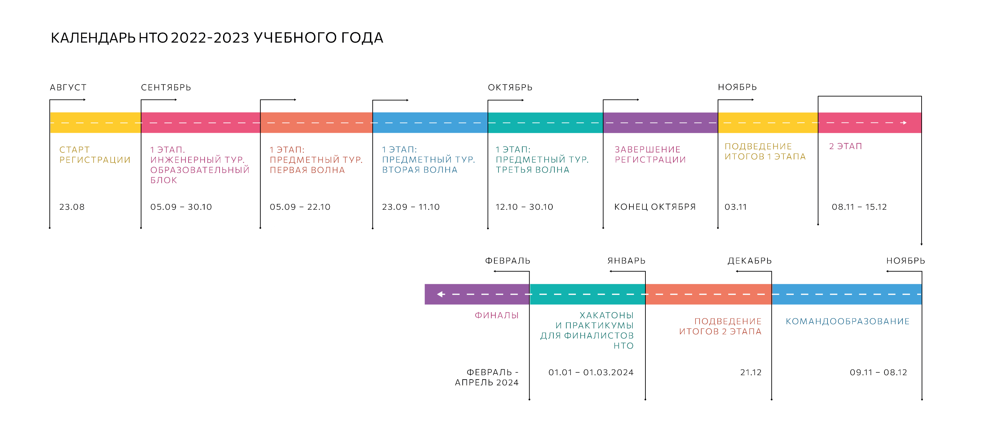 КАЛЕНДАРЬ НТО 2022-2023 УЧЕБНОГО ГОДА
АВГУСТ
СТАРТ
РЕГИСТРАЦИИ
23.08
СЕНТЯБРЬ
1 ЭТАП.
ИНЖЕНЕРНЫЙ ТУР.
ОБРАЗОВАТЕЛЬНЫЙ
БЛОК
05.09 – 30.10
1 ЭТАП:
ПРЕДМЕТНЫЙ ТУР.
ПЕРВАЯ ВОЛНА
05.09 – 22.10
1 ЭТАП:
ПРЕДМЕТНЫЙ ТУР.
ВТОРАЯ ВОЛНА
23.09 – 11.10
ОКТЯБРЬ
1 ЭТАП:
ПРЕДМЕТНЫЙ ТУР.
ТРЕТЬЯ ВОЛНА
12.10 – 30.10
ЗАВЕРШЕНИЕ
РЕГИСТРАЦИИ
КОНЕЦ ОКТЯБРЯ
НОЯБРЬ
ПОДВЕДЕНИЕ
ИТОГОВ 1 ЭТАПА
03.11
2 ЭТАП
08.11 – 15.12
НОЯБРЬ
КОМАНДООБРАЗОВАНИЕ
09.11 – 08.12
ДЕКАБРЬ
ПОДВЕДЕНИЕ
ИТОГОВ 2 ЭТАПА
21.12
ЯНВАРЬ
ХАКАТОНЫ
И ПРАКТИКУМЫ
ДЛЯ ФИНАЛИСТОВ
НТО
01.01 – 01.03.2024
ФЕВРАЛЬ
ФИНАЛЫ
ФЕВРАЛЬ -
АПРЕЛЬ 2024